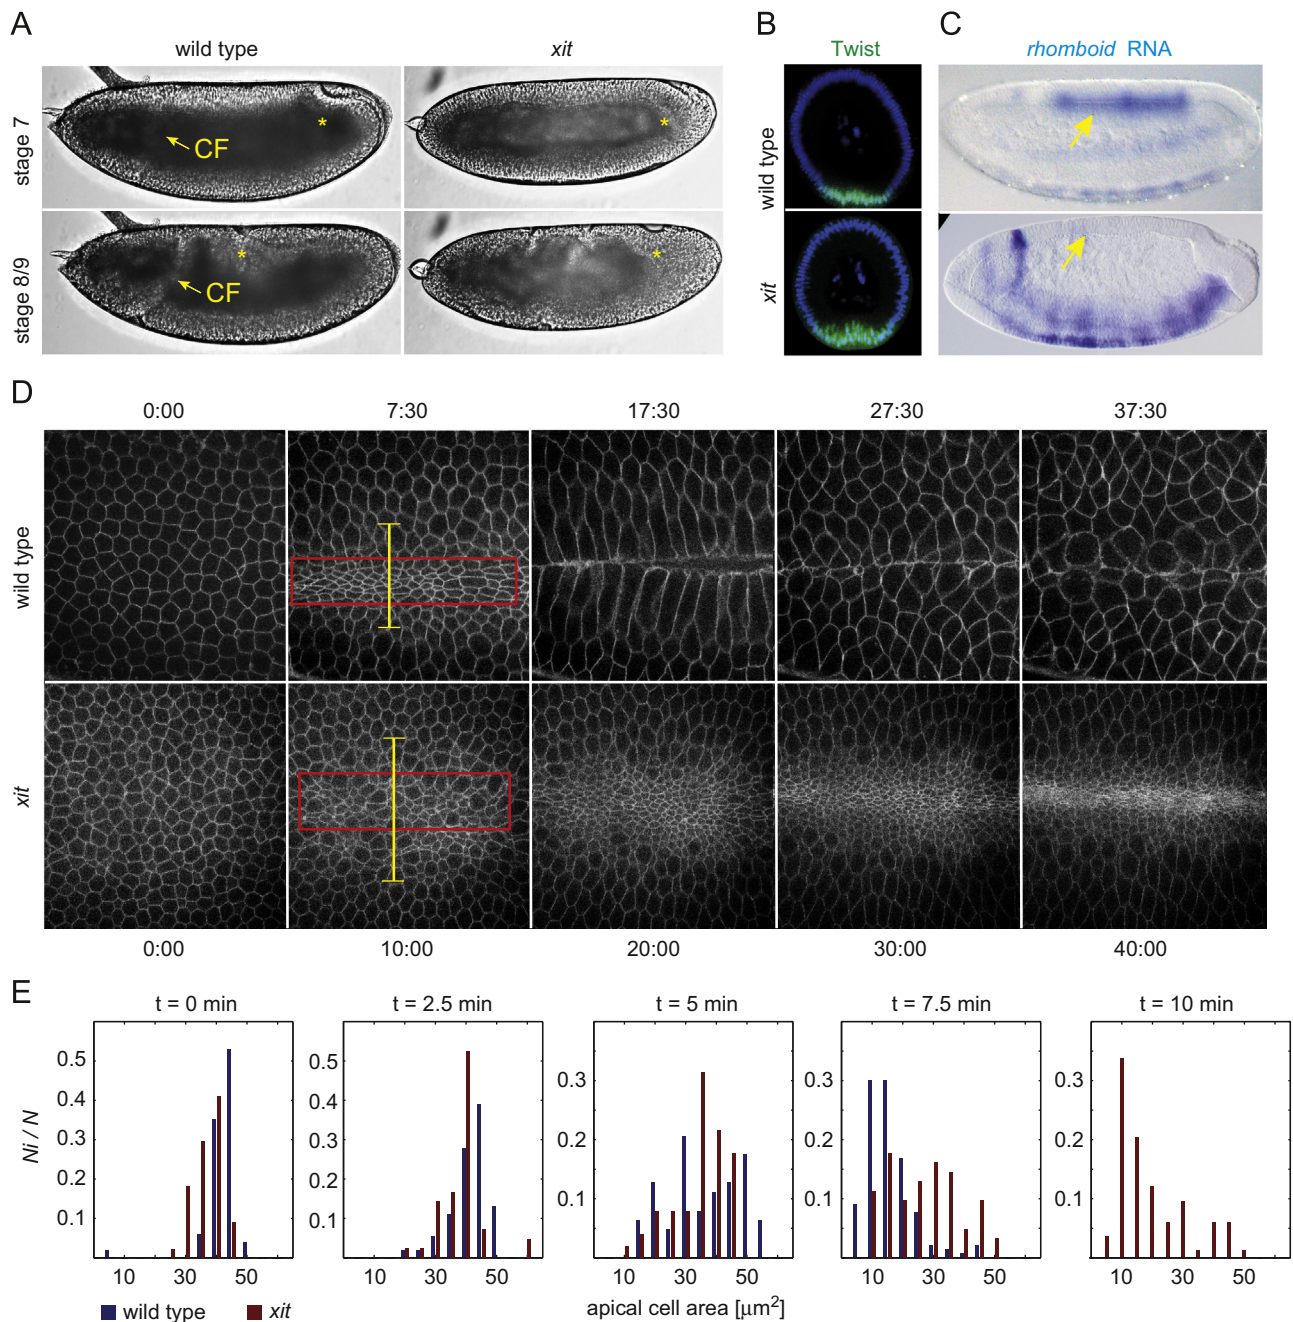 A
wild type
xit
B
Twist
C
rhomboid RNA
stage 7
CF
*
*
wild type
stage 8/9
CF
*
*
xit
D
0:00
7:30
17:30
27:30
37:30
wild type
xit
0:00
10:00
20:00
30:00
40:00
E
t = 0 min
t = 2.5 min
t = 5 min
t = 7.5 min
t = 10 min
Ni / N
0.5
0.4
0.3
0.2
0.1
0.5
0.4
0.3
0.2
0.1
0.3
0.2
0.1
0.3
0.2
0.1
0.3
0.2
0.1
10 30 50
10 30 50
10 30 50
10 30 50
10 30 50
apical cell area [μm²]
wild type
xit